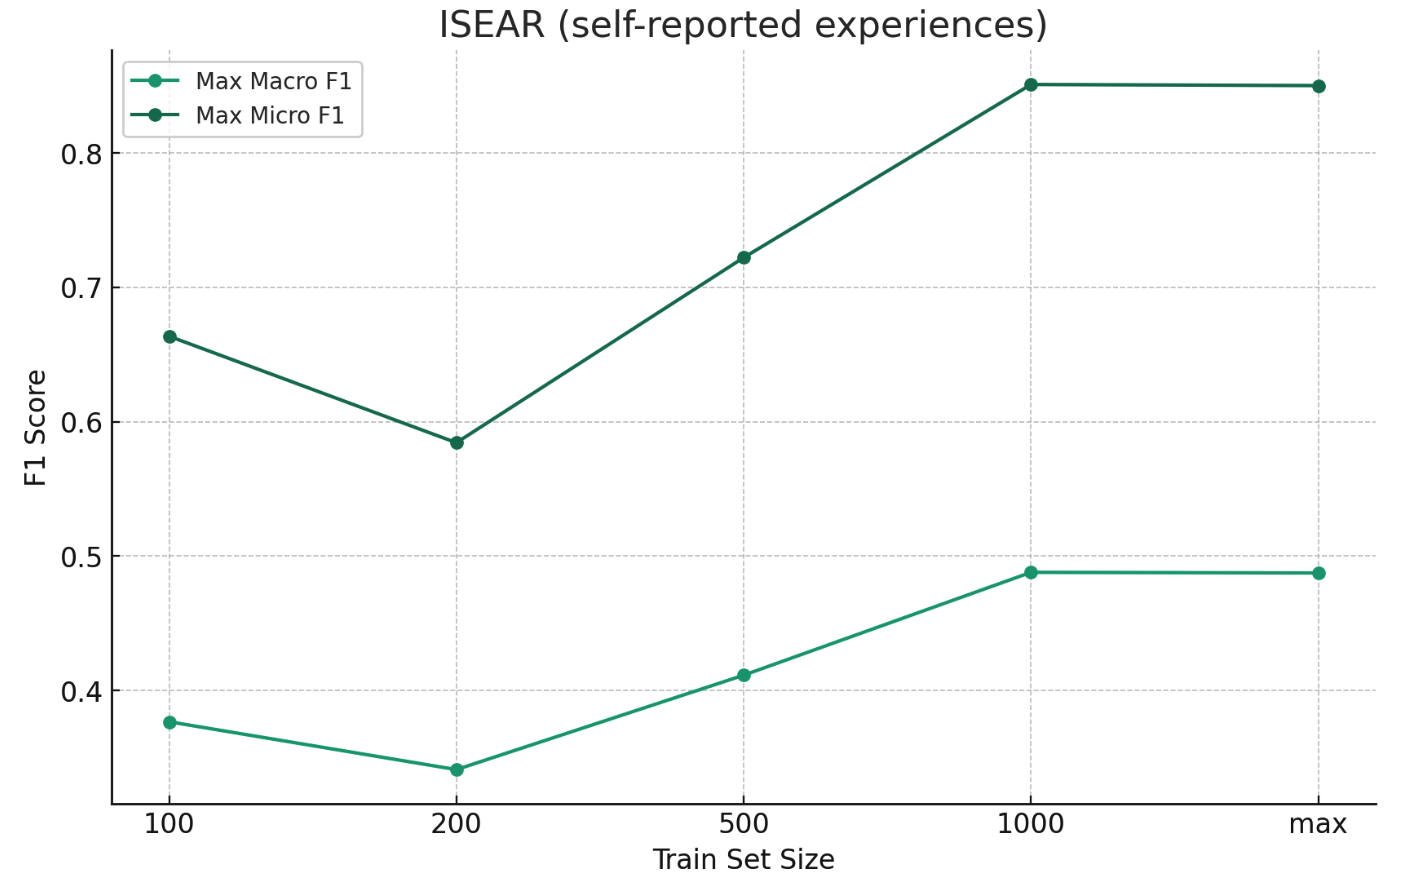 ISEAR (self-reported experiences)
Max Macro F1
Max Micro F1
0.8
0.7
0.6
0.5
0.4
F1 Score
100 200 500 1000 max
Train Set Size